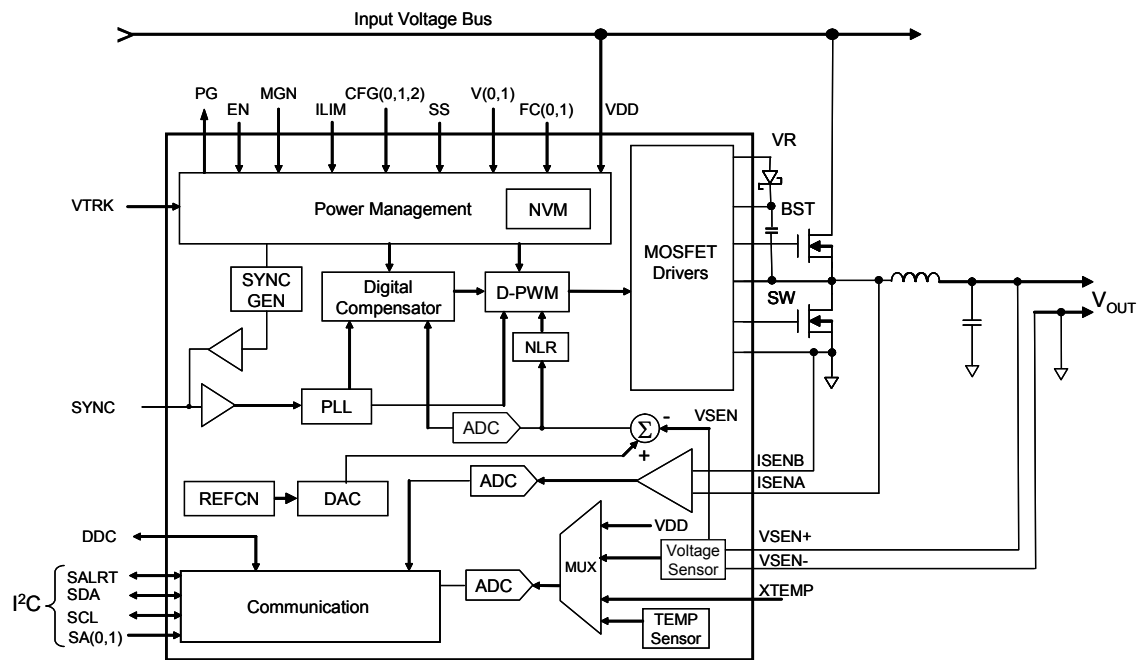 Input Voltage Bus
PG
EN
MGN
ILIM
CFG(0,1,2)
SS
V(0,1)
FC(0,1)
VDD
VR
VTRK
Power Management
NVM
BST
MOSFET
Drivers
SYNC
GEN
Digital
Compensator
D-PWM
SW
VOUT
NLR
SYNC
PLL
ADC
Σ
-
+
VSEN
ISENB
ISENA
ADC
REFCN
DAC
DDC
VDD
MUX
Voltage
Sensor
VSEN+
VSEN-
XTEMP
TEMP
Sensor
ADC
Communication
I²C
SALRT
SDA
SCL
SA(0,1)